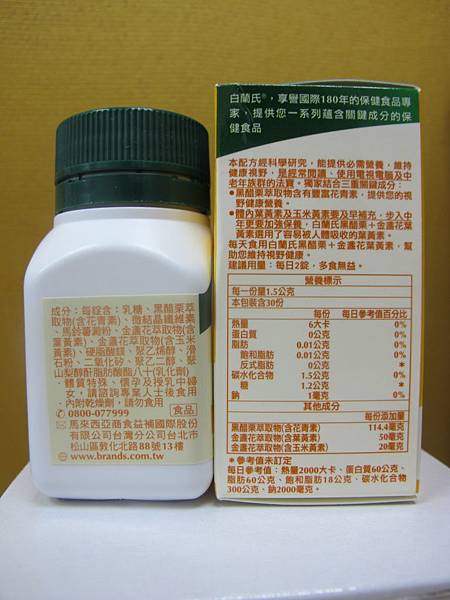 成分：每錠含：乳糖、黑醋栗萃
取物(含花青素)、微結晶纖維素
、馬鈴薯澱粉、金盞花萃取物(含
葉黃素)、金盞花萃取物(含玉米
黃素)、硬脂酸鎂、聚乙烯醇、滑
石粉、二氧化矽、聚乙二醇、聚
山梨醇酐脂肪酸酯八十(乳化劑)
‧體質特殊、懷孕及授乳中婦
女，請諮詢專業人士後食用
‧內附乾燥劑，請勿食用
0800-077999 食品
馬來西亞商食益補國際股份
有限公司台灣分公司台北市
松山區敦化北路88號13樓
www.brands.com.tw
白蘭氏®，享譽國際180年的保健食品專
家，提供您一系列蘊含關鍵成分的保
健食品
本配方經科學研究，能提供必需營養，維持
健康視野，是經常閱讀、使用電視電腦及中
老年族群的法寶。獨家結合三重關鍵成分：
●黑醋栗萃取物含有豐富花青素，提供您的視
野健康營養。
●體內葉黃素及玉米黃素要及早補充，步入中
年更要加強保養，白蘭氏黑醋栗＋金盞花葉
黃素選用了容易被人體吸收的葉黃素。
每天食用白蘭氏黑醋栗＋金盞花葉黃素，幫
助您維持視野健康。
建議用量：每日2錠，多食無益。
營養標示
每一份量1.5公克
本包裝含30份
每份 每日參考值百分比
熱量 6大卡 0%
蛋白質 0公克 0%
脂肪 0.01公克 0%
飽和脂肪 0.01公克 0%
反式脂肪 0公克 *
碳水化合物 1.5公克 0%
糖 1.2公克 *
鈉 1毫克 0%
其他成分
每份添加量
黑醋栗萃取物(含花青素) 114.4毫克
金盞花萃取物(含葉黃素) 50毫克
金盞花萃取物(含玉米黃素) 20毫克
*參考值未訂定
每日參考值：熱量2000大卡、蛋白質60公克、
脂肪60公克、飽和脂肪18公克、碳水化合物
300公克、鈉2000毫克。